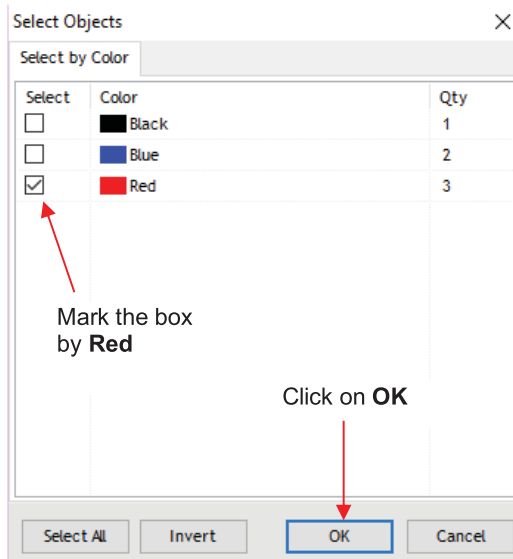 Select Objects
Select by Color
Select Color Qty
Black 1
Blue 2
Red 3
Mark the box
by Red
Click on OK
Select All Invert OK Cancel